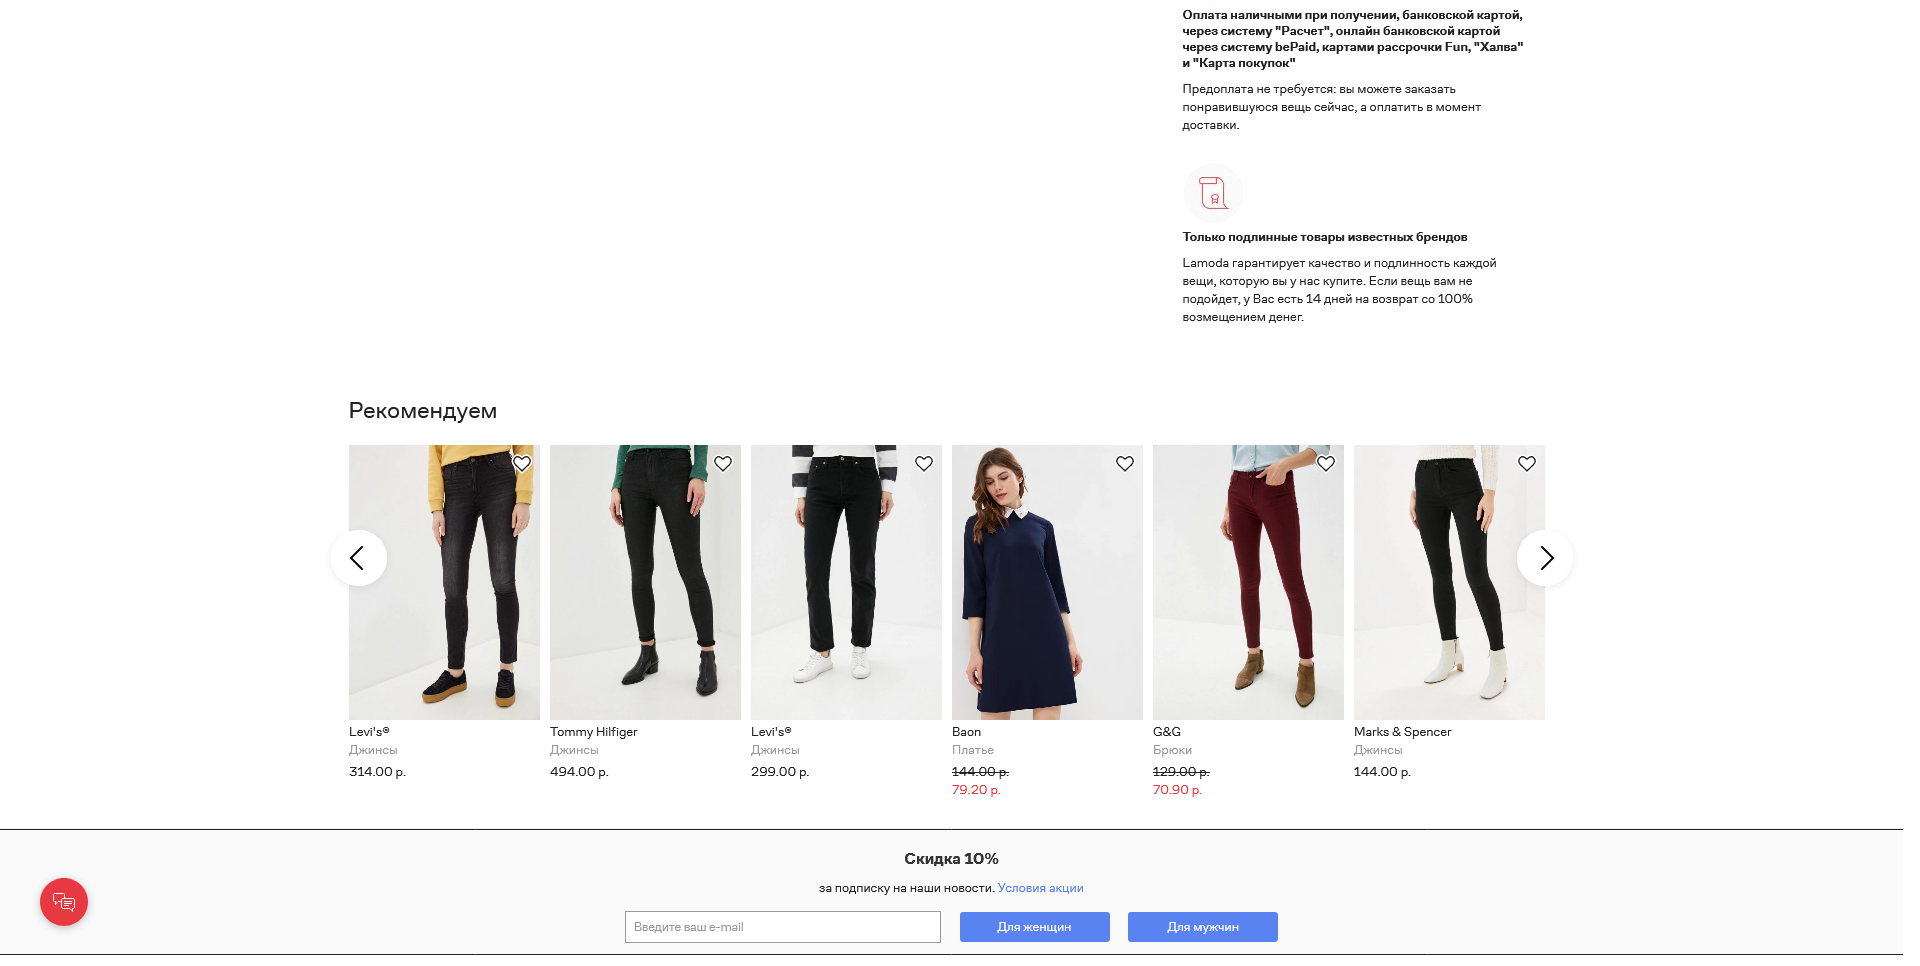 Оплата наличными при получении, банковской картой,
через систему "Расчет", онлайн банковской картой
через систему bePaid, картами рассрочки Fun, "Халва"
и "Карта покупок"
Предоплата не требуется: вы можете заказать
понравившуюся вещь сейчас, а оплатить в момент
доставки.
Только подлинные товары известных брендов
Lamoda гарантирует качество и подлинность каждой
вещи, которую вы у нас купите. Если вещь вам не
подойдет, у Вас есть 14 дней на возврат со 100%
возмещением денег.
Рекомендуем
Levi's®
Джинсы
314.00 р.
Tommy Hilfiger
Джинсы
494.00 р.
Levi's®
Джинсы
299.00 р.
Baon
Платье
144.00 р.
79.20 р.
G&G
Брюки
129.00 р.
70.90 р.
Marks & Spencer
Джинсы
144.00 р.
Скидка 10%
за подписку на наши новости. Условия акции
Введите ваш e-mail
Для женщин
Для мужчин